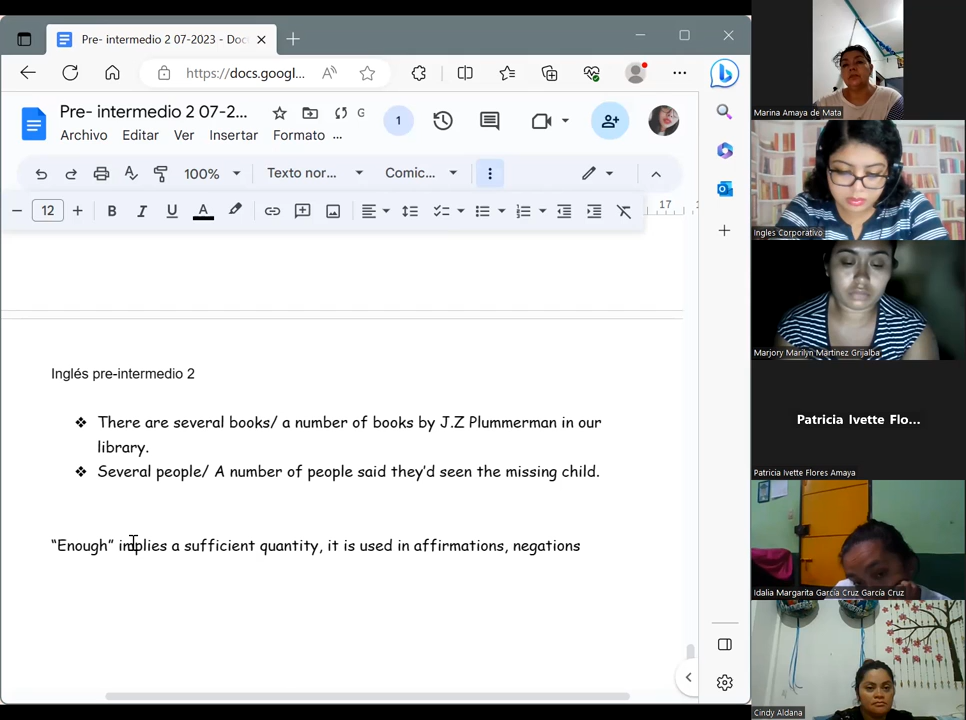 Pre- intermedio 2 07-2023 - Doc
https://docs.googl...
Pre- intermedio 2 07-2...
G
1
Archivo Editar Ver Insertar Formato ...
100% Texto nor... Comic...
12
17
Inglés pre-intermedio 2
❖ There are several books/ a number of books by J.Z Plummerman in our
library.
❖ Several people/ A number of people said they'd seen the missing child.
“Enough” implies a sufficient quantity, it is used in affirmations, negations
Marina Amaya de Mata
Ingles Corporativo
Marjory Marilyn Martinez Grijalba
Patricia Ivette Flo...
Patricia Ivette Flores Amaya
Idalia Margarita García Cruz García Cruz
Cindy Aldana